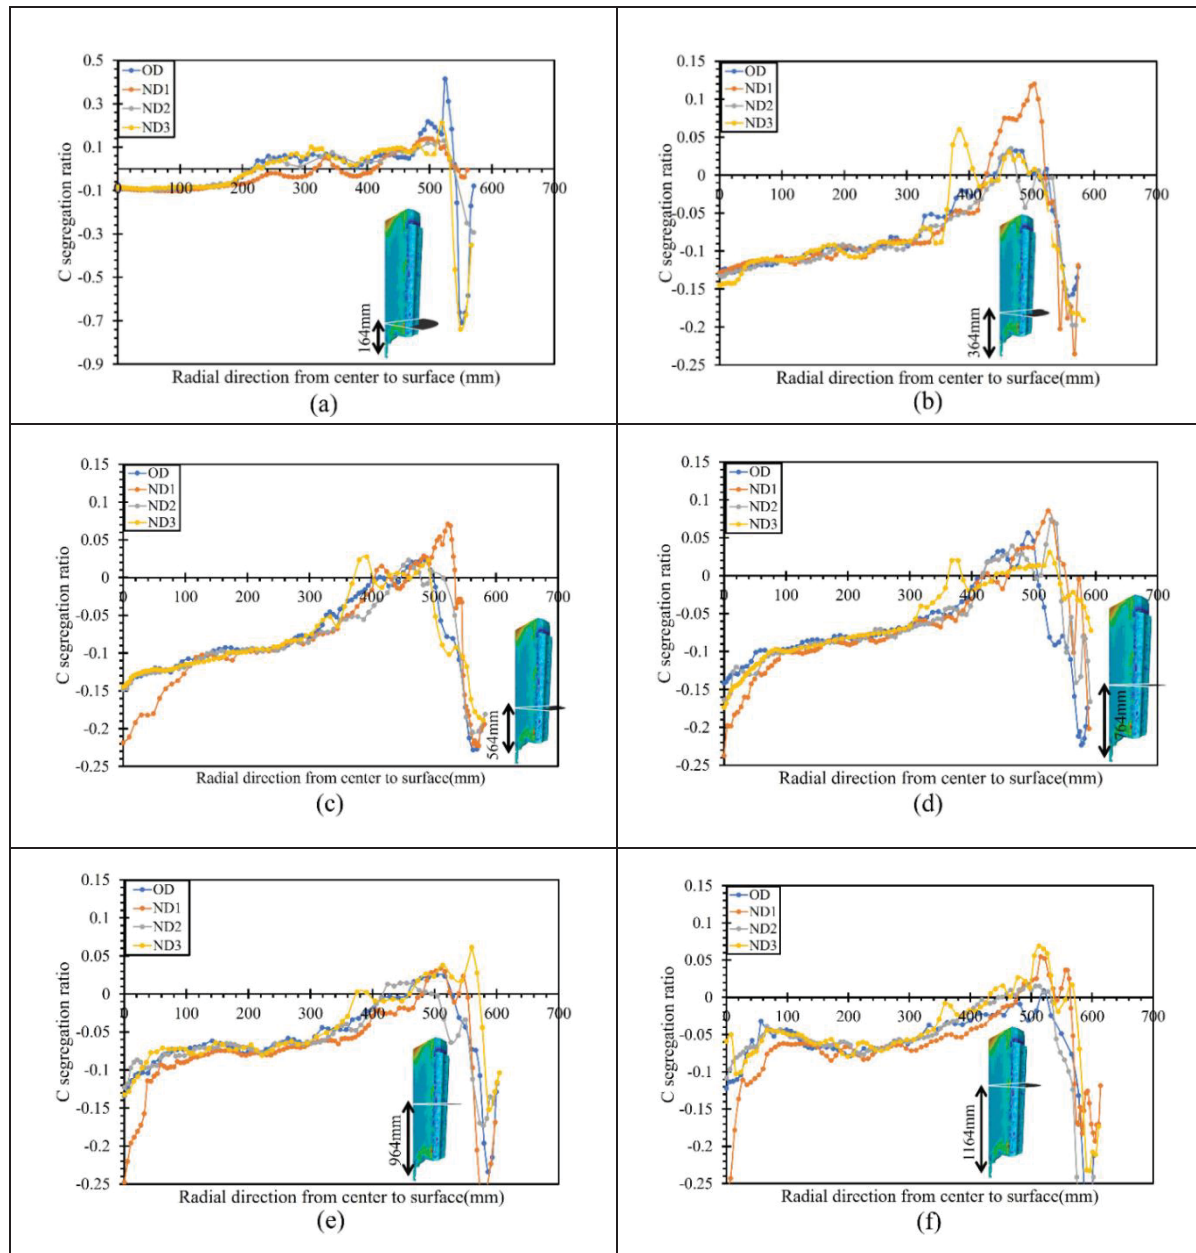 0.5
OD
ND1
ND2
ND3
0.3
0.1
-0.1
-0.3
-0.5
-0.7
-0.9
0 100 200 300 400 500 600 700
C segregation ratio
164mm
Radial direction from center to surface (mm)
(a)
0.15
OD
ND1
ND2
ND3
0.1
0.05
0
-0.05
-0.1
-0.15
-0.2
-0.25
0 100 200 300 400 500 600 700
C segregation ratio
364mm
Radial direction from center to surface(mm)
(b)
0.15
OD
ND1
ND2
ND3
0.1
0.05
0
-0.05
-0.1
-0.15
-0.2
-0.25
0 100 200 300 400 500 600 700
C segregation ratio
564mm
Radial direction from center to surface(mm)
(c)
0.15
OD
ND1
ND2
ND3
0.1
0.05
0
-0.05
-0.1
-0.15
-0.2
-0.25
0 100 200 300 400 500 600 700
C segregation ratio
764mm
Radial direction from center to surface(mm)
(d)
0.15
OD
ND1
ND2
ND3
0.1
0.05
0
-0.05
-0.1
-0.15
-0.2
-0.25
0 100 200 300 400 500 600 700
C segregation ratio
964mm
Radial direction from center to surface(mm)
(e)
0.15
OD
ND1
ND2
ND3
0.1
0.05
0
-0.05
-0.1
-0.15
-0.2
-0.25
0 100 200 300 400 500 600 700
C segregation ratio
1164mm
Radial direction from center to surface(mm)
(f)